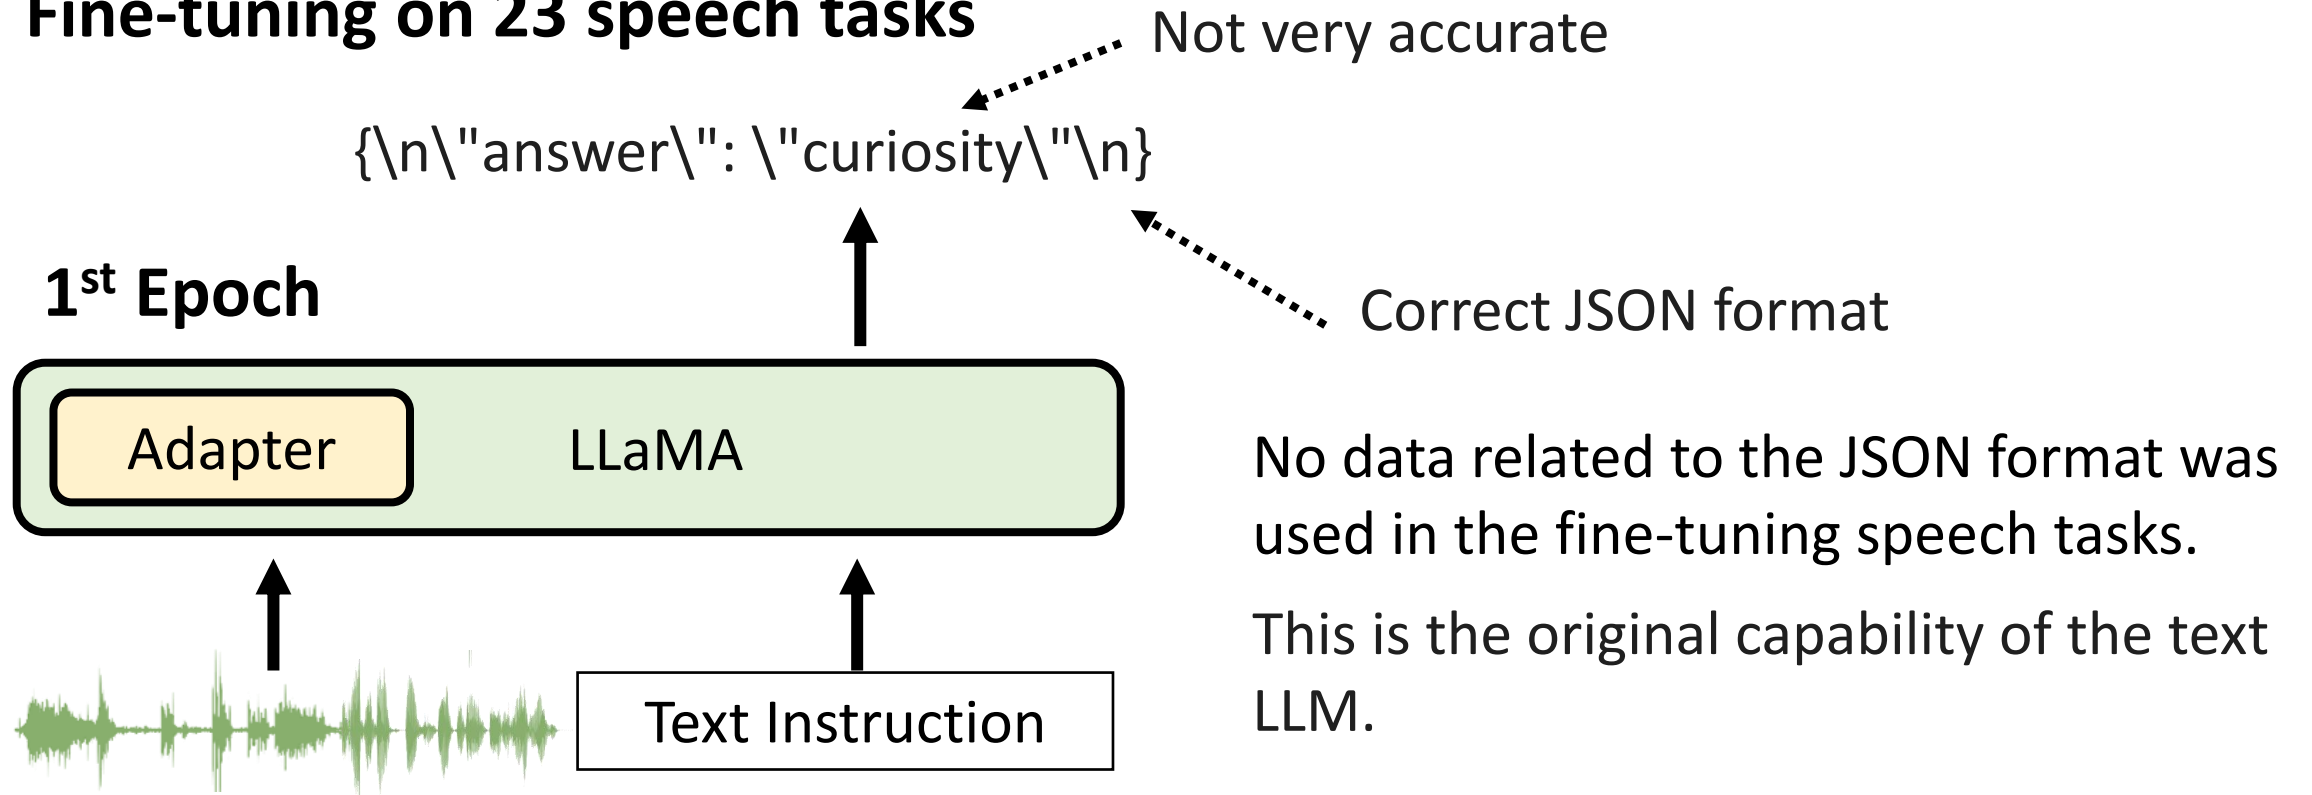 Fine-tuning on 23 speech tasks
Not very accurate
{\n\"answer\": \"curiosity\"\n}
1st Epoch
Correct JSON format
Adapter
LLaMA
No data related to the JSON format was
used in the fine-tuning speech tasks.
This is the original capability of the text
LLM.
Text Instruction